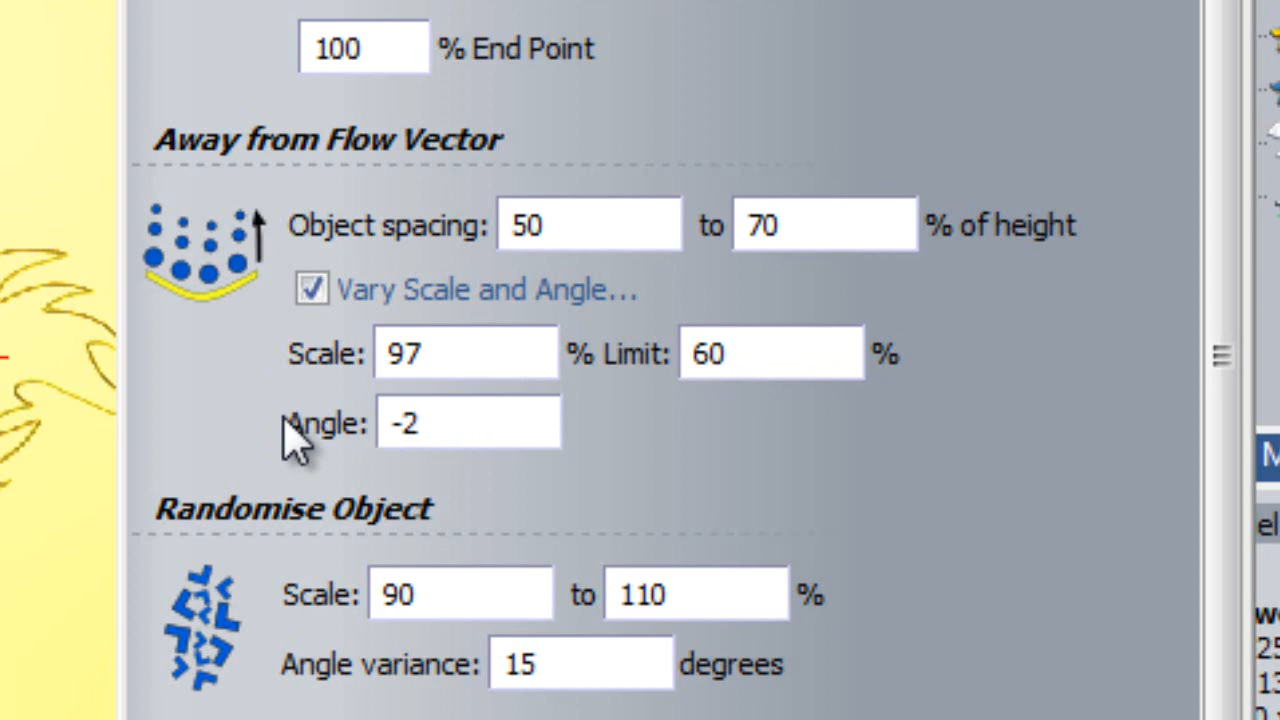 100 % End Point
Away from Flow Vector
Object spacing: 50 to 70 % of height
Vary Scale and Angle...
Scale: 97 % Limit: 60 %
Angle: -2
Randomise Object
Scale: 90 to 110 %
Angle variance: 15 degrees